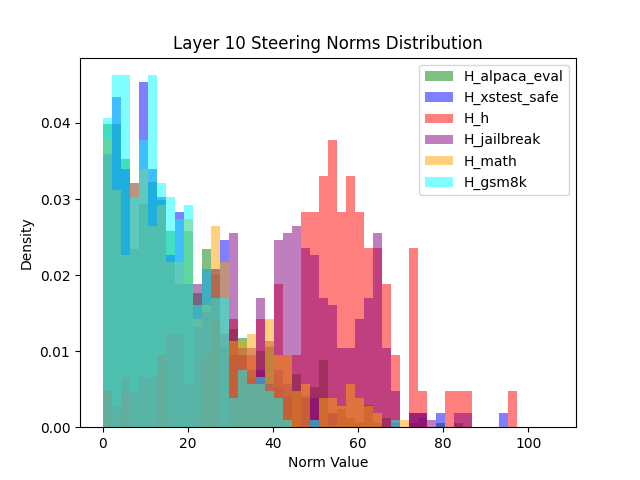 Layer 10 Steering Norms Distribution
H_alpaca_eval
H_xstest_safe
H_h
H_jailbreak
H_math
H_gsm8k
Density
0.04
0.03
0.02
0.01
0.00
0 20 40 60 80 100
Norm Value